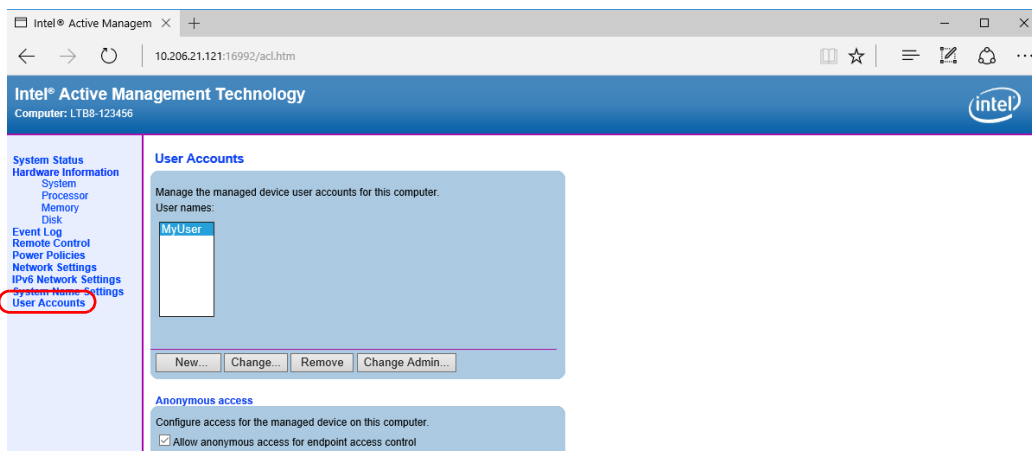 Intel® Active Managem
10.206.21.121:16992/acl.htm
Intel® Active Management Technology
Computer: LTB8-123456
intel
System Status
Hardware Information
System
Processor
Memory
Disk
Event Log
Remote Control
Power Policies
Network Settings
IPv6 Network Settings
System Name Settings
User Accounts
User Accounts
Manage the managed device user accounts for this computer.
User names:
MyUser
New... Change... Remove Change Admin...
Anonymous access
Configure access for the managed device on this computer.
Allow anonymous access for endpoint access control